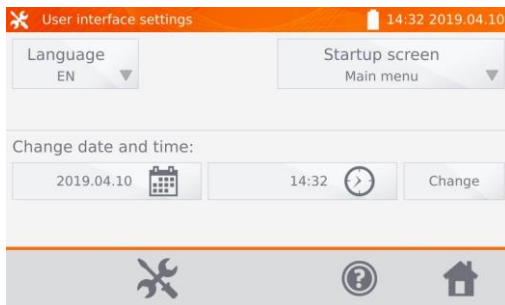 User interface settings
14:32 2019.04.10
Language
EN
Startup screen
Main menu
Change date and time:
2019.04.10
14:32
Change